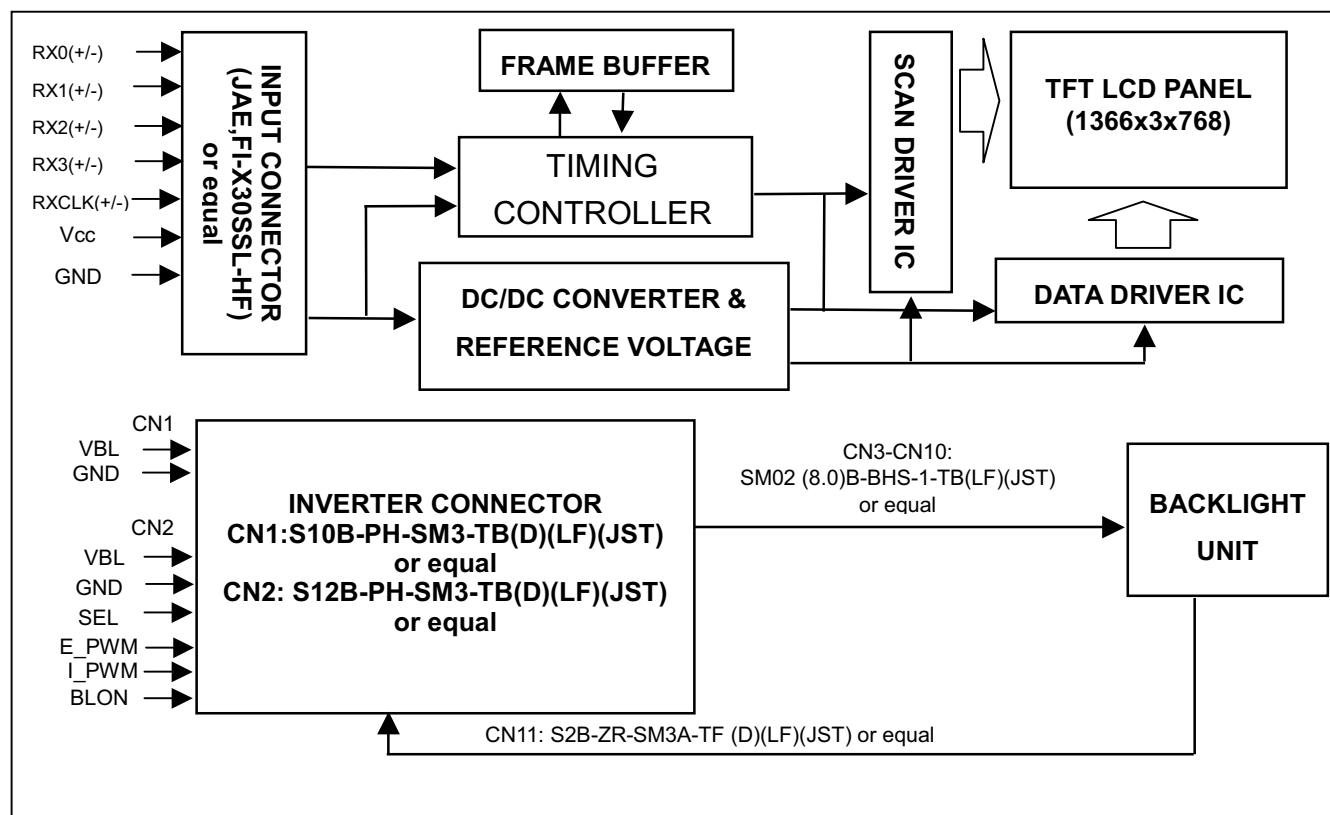 RX0(+/-)
RX1(+/-)
RX2(+/-)
RX3(+/-)
RXCLK(+/-)
Vcc
GND
INPUT CONNECTOR
(JAE,FI-X30SSL-HF)
or equal
FRAME BUFFER
TIMING
CONTROLLER
DC/DC CONVERTER &
REFERENCE VOLTAGE
SCAN DRIVER IC
TFT LCD PANEL
(1366x3x768)
DATA DRIVER IC
CN1
VBL
GND
CN2
VBL
GND
SEL
E_PWM
I_PWM
BLON
INVERTER CONNECTOR
CN1:S10B-PH-SM3-TB(D)(LF)(JST)
or equal
CN2: S12B-PH-SM3-TB(D)(LF)(JST)
or equal
CN3-CN10:
SM02 (8.0)B-BHS-1-TB(LF)(JST)
or equal
BACKLIGHT
UNIT
CN11: S2B-ZR-SM3A-TF (D)(LF)(JST) or equal